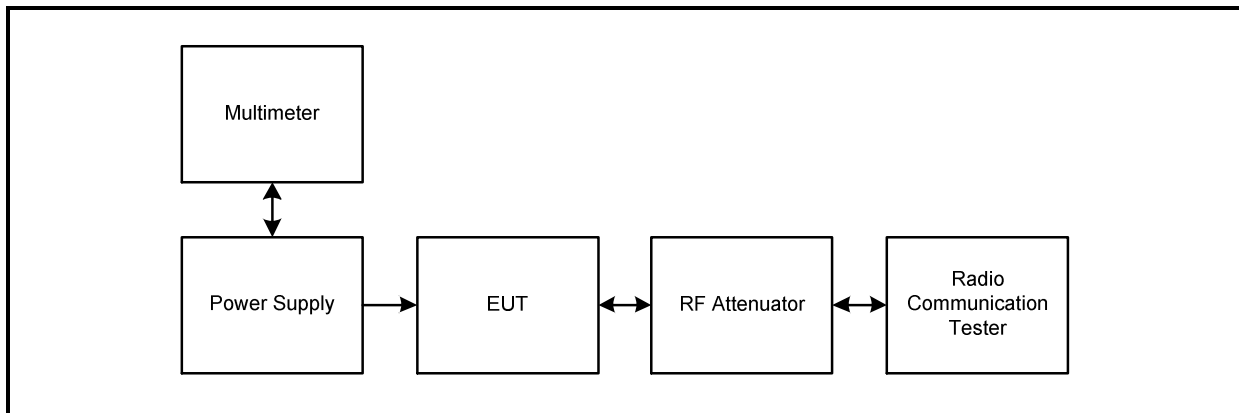 Multimeter
Power Supply
EUT
RF Attenuator
Radio
Communication
Tester